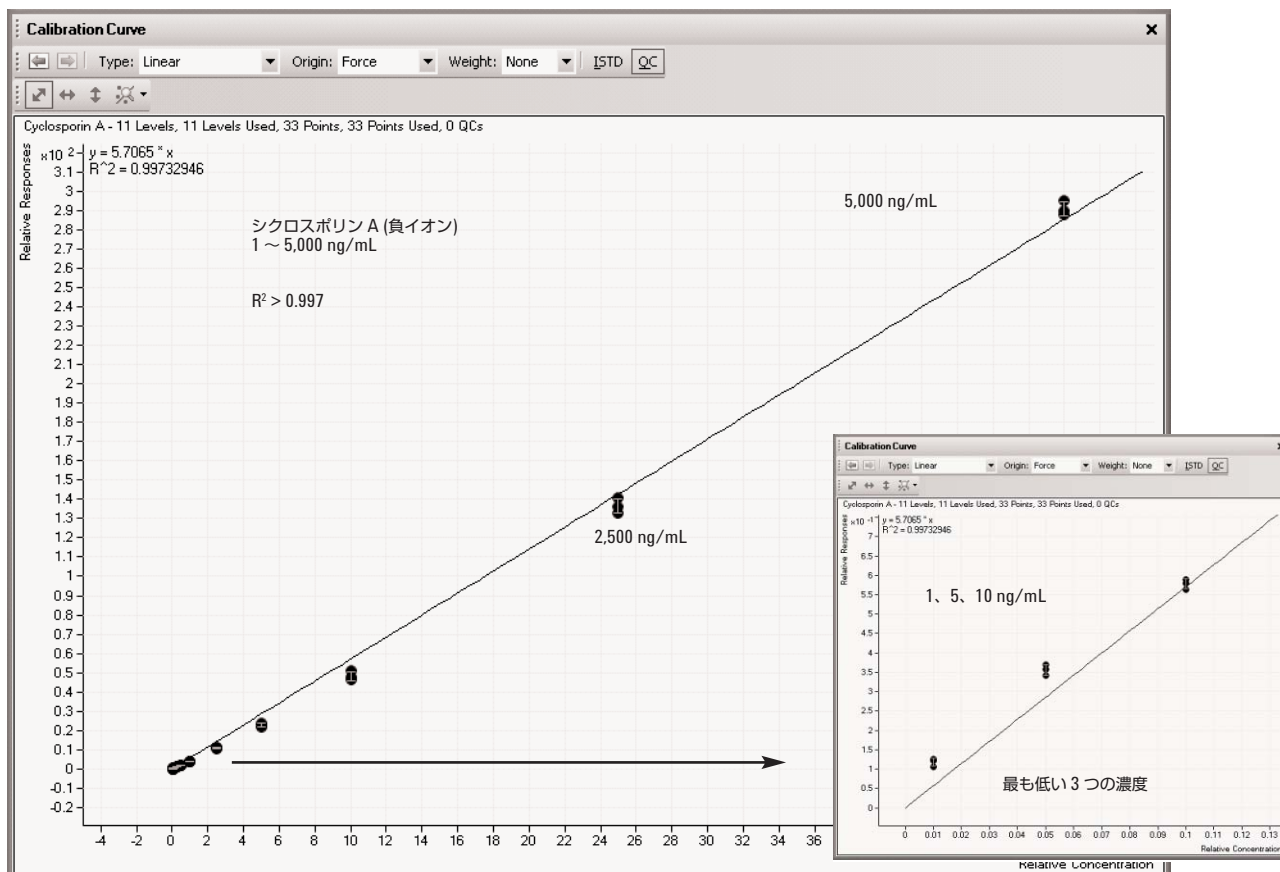 Calibration Curve
Type: Linear Origin: Force Weight: None ISTD QC
Cyclosporin A - 11 Levels, 11 Levels Used, 33 Points, 33 Points Used, 0 QCs
Relative Responses
x10 2
y = 5.7065 * x
R^2 = 0.99732946
3.1
3
2.9
2.8
2.7
2.6
2.5
2.4
2.3
2.2
2.1
2
1.9
1.8
1.7
1.6
1.5
1.4
1.3
1.2
1.1
1
0.9
0.8
0.7
0.6
0.5
0.4
0.3
0.2
0.1
0
-0.1
-0.2
シクロスポリン A (負イオン)
1 ～ 5,000 ng/mL
R² > 0.997
5,000 ng/mL
2,500 ng/mL
-4 -2 0 2 4 6 8 10 12 14 16 18 20 22 24 26 28 30 32 34 36
Relative Concentration
Calibration Curve
Type: Linear Origin: Force Weight: None ISTD QC
Cyclosporin A - 11 Levels, 11 Levels Used, 33 Points, 33 Points Used, 0 QCs
Relative Responses
x10 -1
y = 5.7065 * x
R^2 = 0.99732946
7
6.5
6
5.5
5
4.5
4
3.5
3
2.5
2
1.5
1
0.5
0
1、5、10 ng/mL
最も低い 3 つの濃度
0 0.01 0.02 0.03 0.04 0.05 0.06 0.07 0.08 0.09 0.1 0.11 0.12 0.13
Relative Concentration